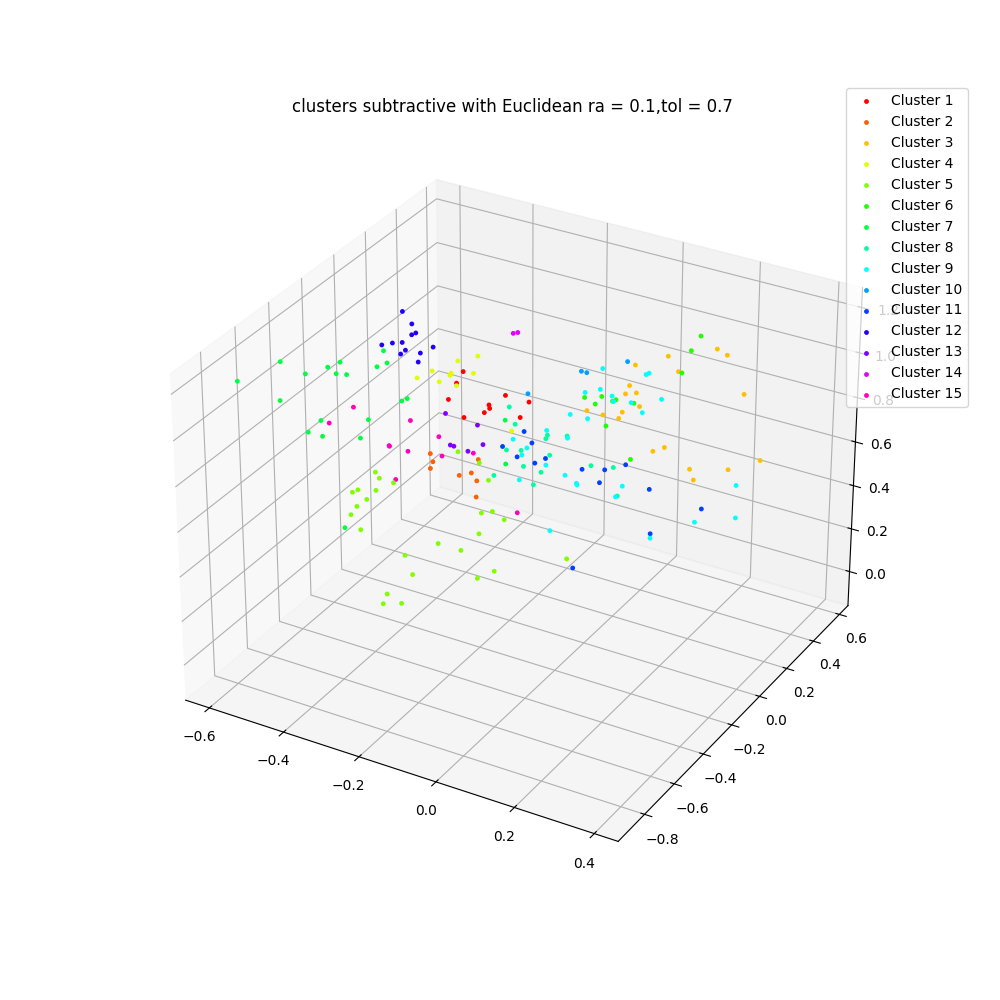 clusters subtractive with Euclidean ra = 0.1,tol = 0.7
Cluster 1
Cluster 2
Cluster 3
Cluster 4
Cluster 5
Cluster 6
Cluster 7
Cluster 8
Cluster 9
Cluster 10
Cluster 11
Cluster 12
Cluster 13
Cluster 14
Cluster 15
1.0
0.8
0.6
0.4
0.2
0.0
0.6
0.4
0.2
0.0
−0.2
−0.4
−0.6
−0.8
−0.6
−0.4
−0.2
0.0
0.2
0.4